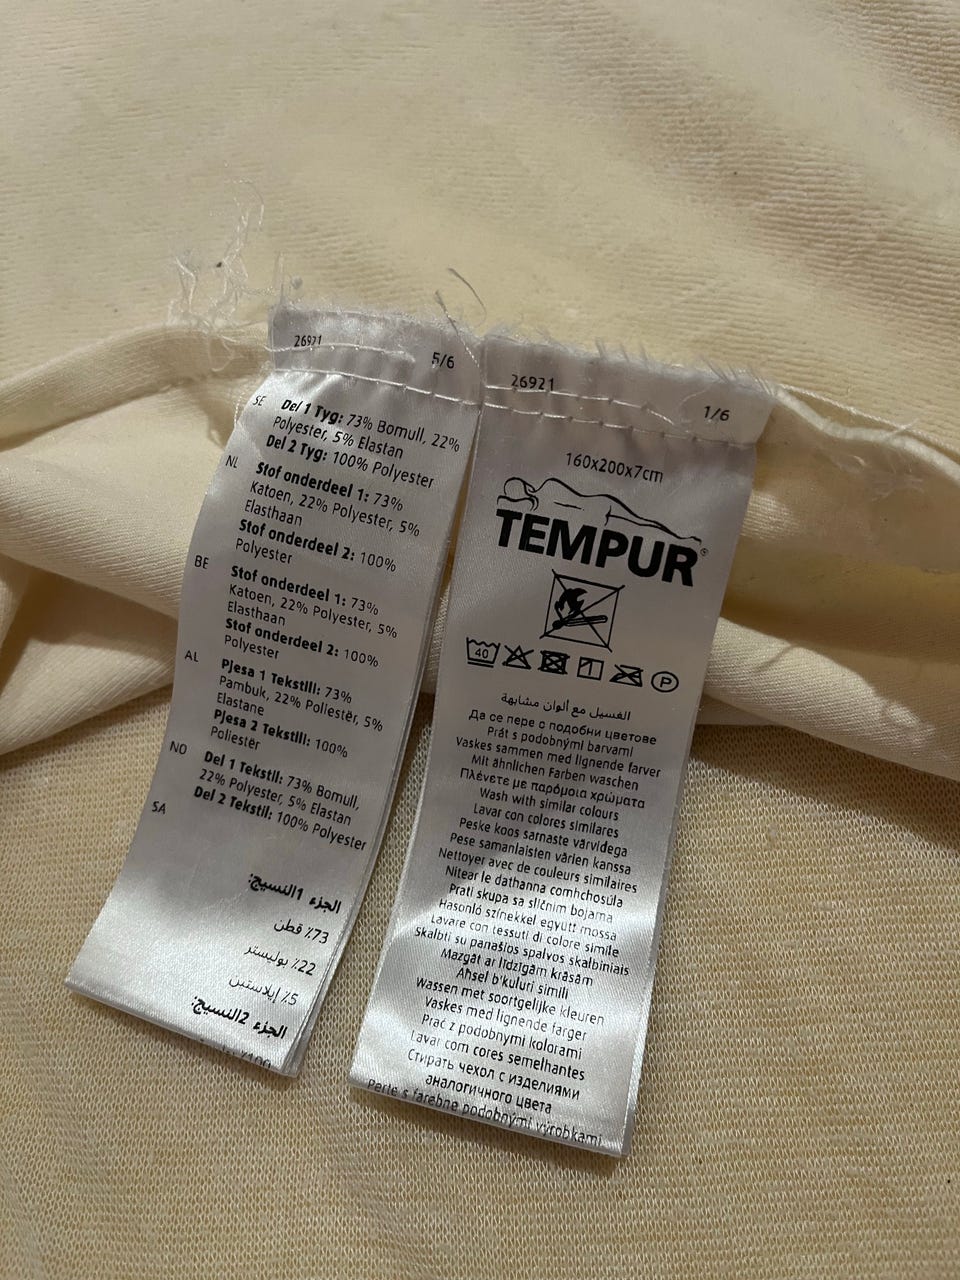 26921 5/6
SE
Del 1 Tyg: 73% Bomull, 22%
Polyester, 5% Elastan
Del 2 Tyg: 100% Polyester
NL
Stof onderdeel 1: 73%
Katoen, 22% Polyester, 5%
Elasthaan
Stof onderdeel 2: 100%
Polyester
BE
Stof onderdeel 1: 73%
Katoen, 22% Polyester, 5%
Elasthaan
Stof onderdeel 2: 100%
Polyester
AL
Pjesa 1 Tekstili: 73%
Pambuk, 22% Poliestër, 5%
Elastane
Pjesa 2 Tekstili: 100%
Poliestër
NO
Del 1 Tekstil: 73% Bomull,
22% Polyester, 5% Elastan
Del 2 Tekstil: 100% Polyester
SA
الجزء 1النسيج:
73٪ قطن
22٪ بوليستر
5٪ إيلاستين
الجزء 2النسيج:
26921 1/6
160x200x7cm
TEMPUR®
40
P
الغسيل مع ألوان مشابهة
Да се пере с подобни цветове
Prát s podobnými barvami
Vaskes sammen med lignende farver
Mit ähnlichen Farben waschen
Πλένετε με παρόμοια χρώματα
Wash with similar colours
Lavar con colores similares
Peske koos sarnaste värvidega
Pese samanlaisten värien kanssa
Nettoyer avec de couleurs similaires
Nitear le dathanna comhchosúla
Prati skupa sa sličnim bojama
Hasonló színekkel együtt mossa
Lavare con tessuti di colore simile
Skalbti su panašios spalvos skalbiniais
Mazgāt ar līdzīgām krāsām
Aħsel b'kuluri simili
Wassen met soortgelijke kleuren
Vaskes med lignende farger
Prać z podobnymi kolorami
Lavar com cores semelhantes
Стирать чехол с изделиями
аналогичного цвета
Perte s farebne podobnými výrobkami